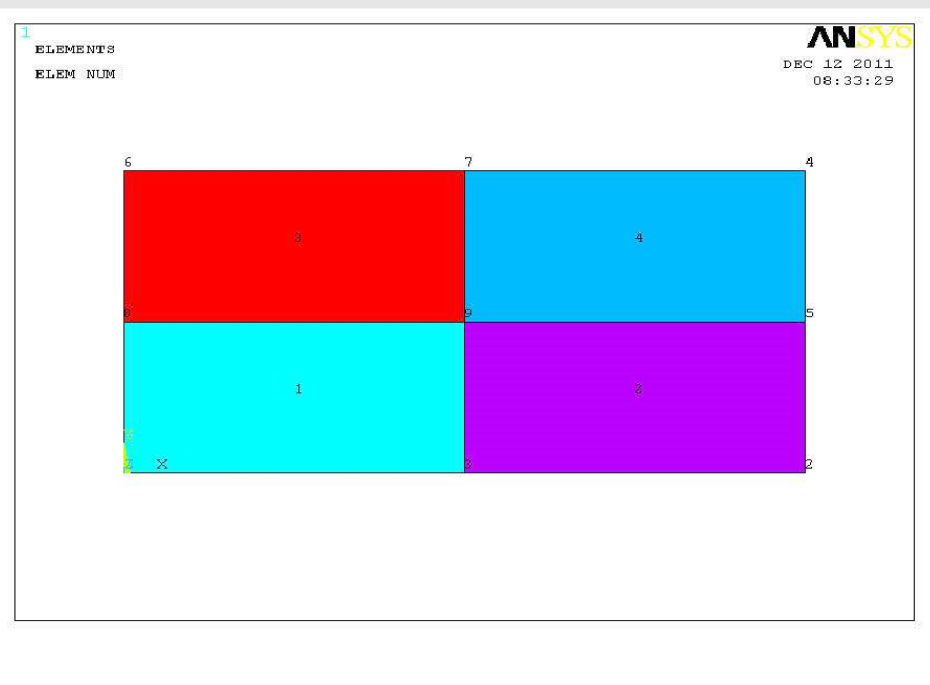 1
ELEMENTS
ELEM NUM
ANSYS
DEC 12 2011
08:33:29
6 7 4
3 4
8 9 5
1 2
X
3 2